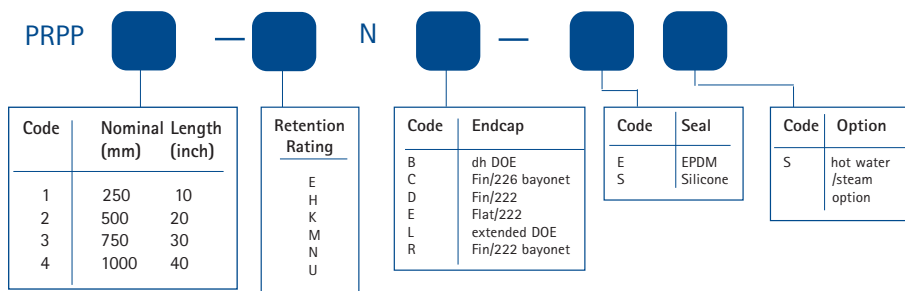 PRPP — N —
Code Nominal Length
(mm) (inch)
1 250 10
2 500 20
3 750 30
4 1000 40
Retention
Rating
E
H
K
M
N
U
Code Endcap
B dh DOE
C Fin/226 bayonet
D Fin/222
E Flat/222
L extended DOE
R Fin/222 bayonet
Code Seal
E EPDM
S Silicone
Code Option
S hot water
/steam
option